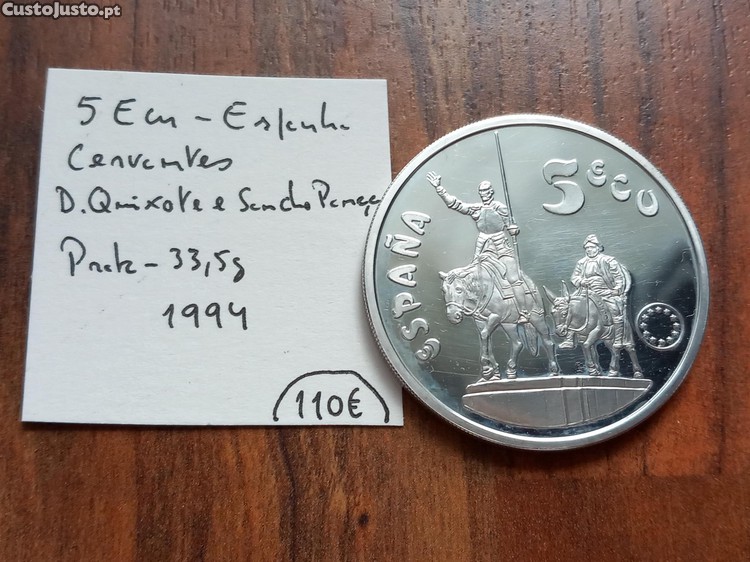 CustoJusto.pt
5 Ecu - Espanha
Cervantes
D. Quixote e Sancho Pança
Prata - 33,5g
1994
110€
ESPAÑA
5 ECU